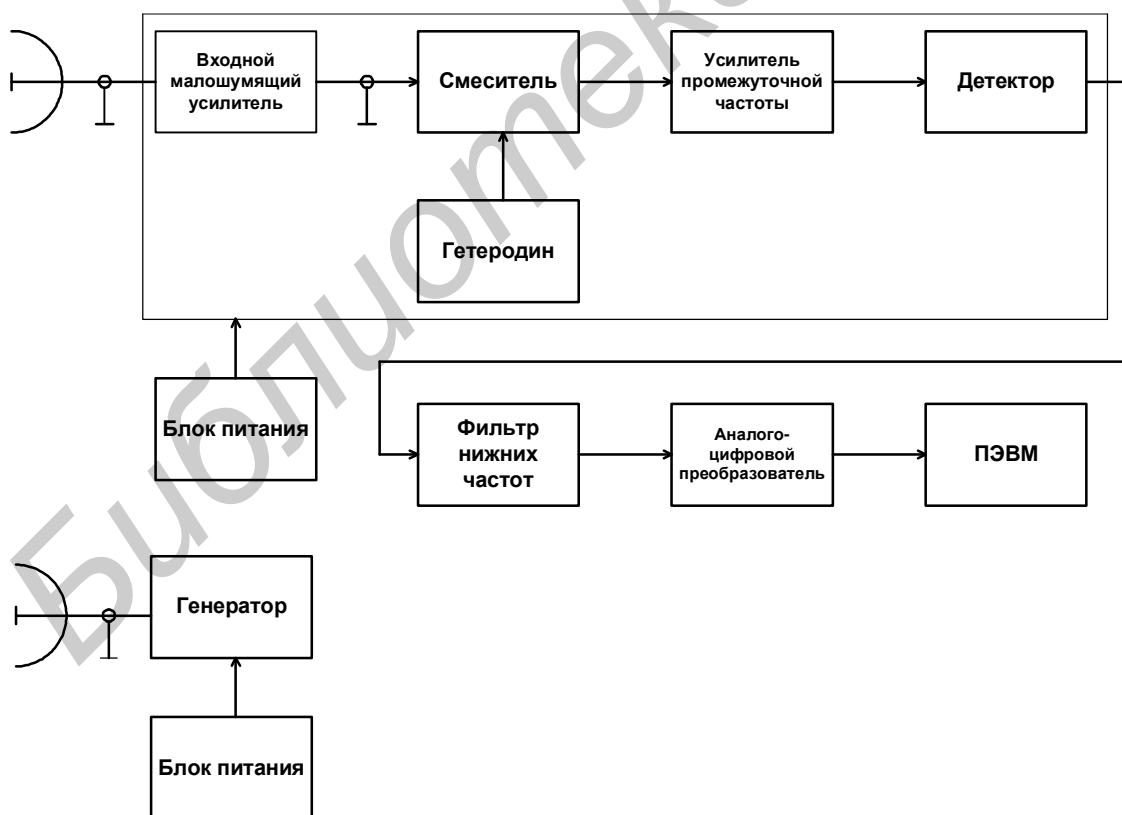 Входной
малошумящий
усилитель
Смеситель
Усилитель
промежуточной
частоты
Детектор
Гетеродин
Блок питания
Фильтр
нижних
частот
Аналого-
цифровой
преобразователь
ПЭВМ
Генератор
Блок питания